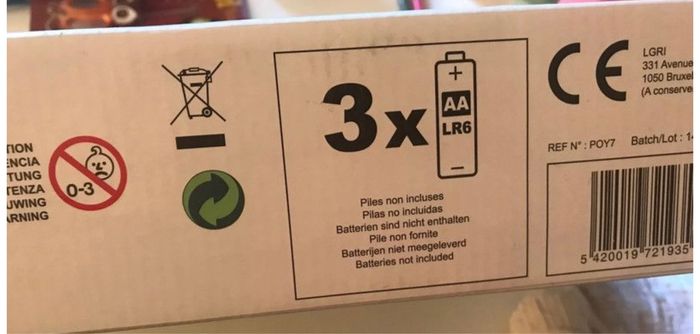 TION
ENCIA
TUNG
TENZA
UWING
ARNING
0-3
3x
+
AA
LR6
-
Piles non incluses
Pilas no incluidas
Batterien sind nicht enthalten
Pile non fornite
Batterijen niet meegeleverd
Batteries not included
CE
LGRI
331 Avenue
1050 Bruxel
(A conserve
REF N° : POY7 Batch/Lot : 14
5 420019 721935